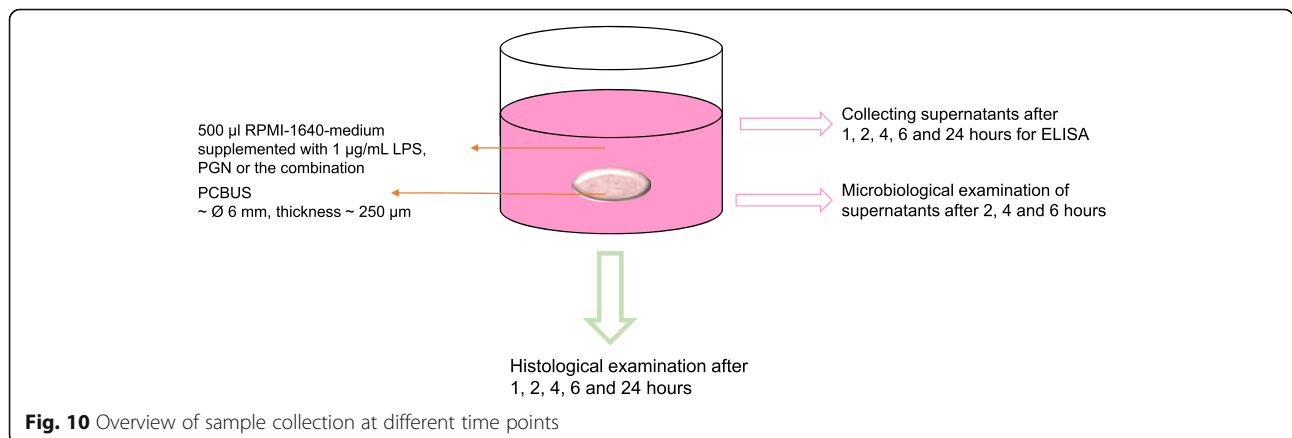 500 µl RPMI-1640-medium
supplemented with 1 µg/mL LPS,
PGN or the combination
PCBUS
~ Ø 6 mm, thickness ~ 250 µm
Collecting supernatants after
1, 2, 4, 6 and 24 hours for ELISA
Microbiological examination of
supernatants after 2, 4 and 6 hours
Histological examination after
1, 2, 4, 6 and 24 hours
Fig. 10 Overview of sample collection at different time points